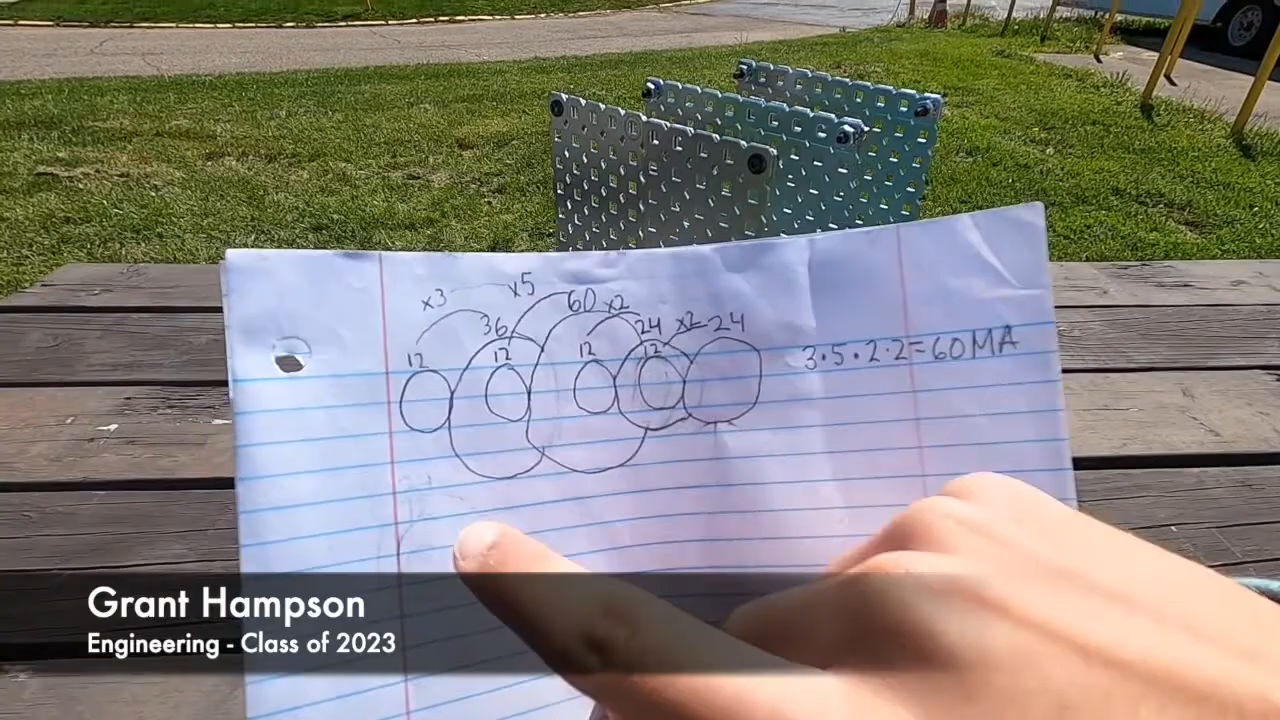 x3 x5 60 x2
36 24 x2 24
12 12 12 12 3·5·2·2=60MA
Grant Hampson
Engineering - Class of 2023